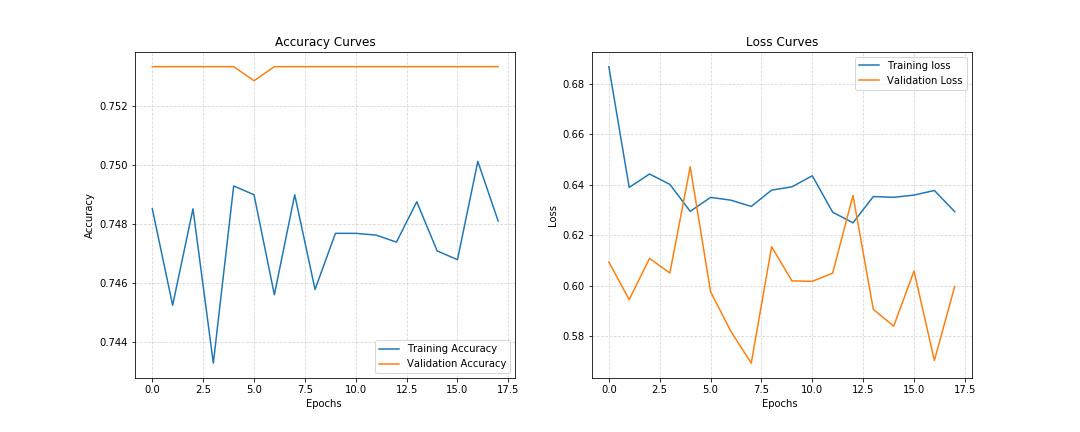 Accuracy Curves
Accuracy
0.752
0.750
0.748
0.746
0.744
Training Accuracy
Validation Accuracy
0.0 2.5 5.0 7.5 10.0 12.5 15.0 17.5
Epochs
Loss Curves
Loss
0.68
0.66
0.64
0.62
0.60
0.58
Training loss
Validation Loss
0.0 2.5 5.0 7.5 10.0 12.5 15.0 17.5
Epochs